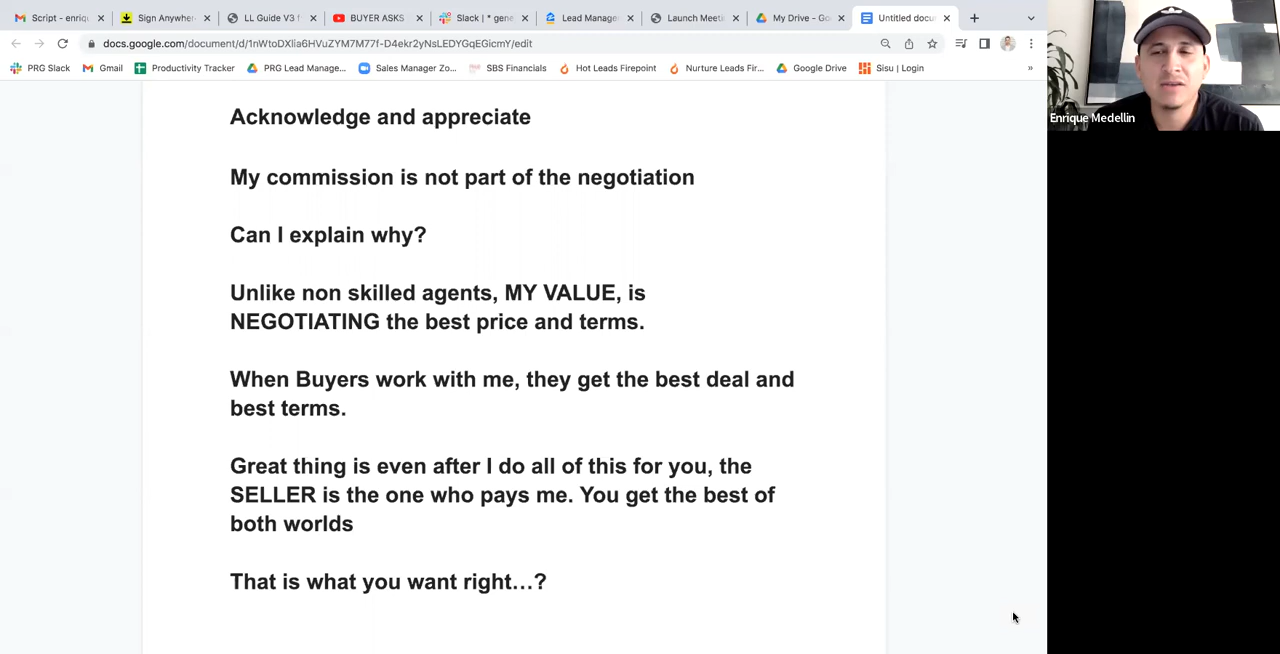 Script - enriqu
Sign Anywher
LL Guide V3 f
BUYER ASKS
Slack | * gene
Lead Manage
Launch Meeti
My Drive - Go
Untitled docu
docs.google.com/document/d/1nWtoDXlia6HVuZYM7M77f-D4ekr2yNsLEDYGqEGicmY/edit
PRG Slack
Gmail
Productivity Tracker
PRG Lead Manage...
Sales Manager Zo...
SBS Financials
Hot Leads Firepoint
Nurture Leads Fir...
Google Drive
Sisu | Login
»
Enrique Medellin
Acknowledge and appreciate
My commission is not part of the negotiation
Can I explain why?
Unlike non skilled agents, MY VALUE, is
NEGOTIATING the best price and terms.
When Buyers work with me, they get the best deal and
best terms.
Great thing is even after I do all of this for you, the
SELLER is the one who pays me. You get the best of
both worlds
That is what you want right...?